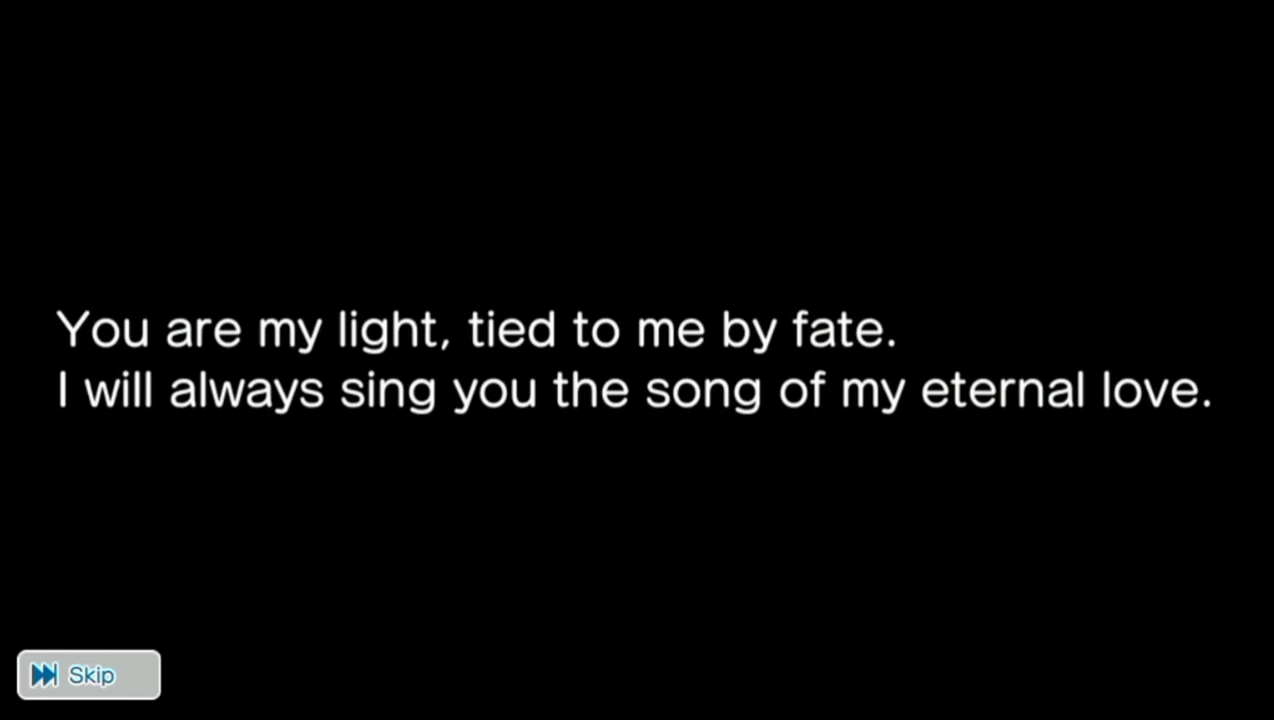 You are my light, tied to me by fate.
I will always sing you the song of my eternal love.
Skip